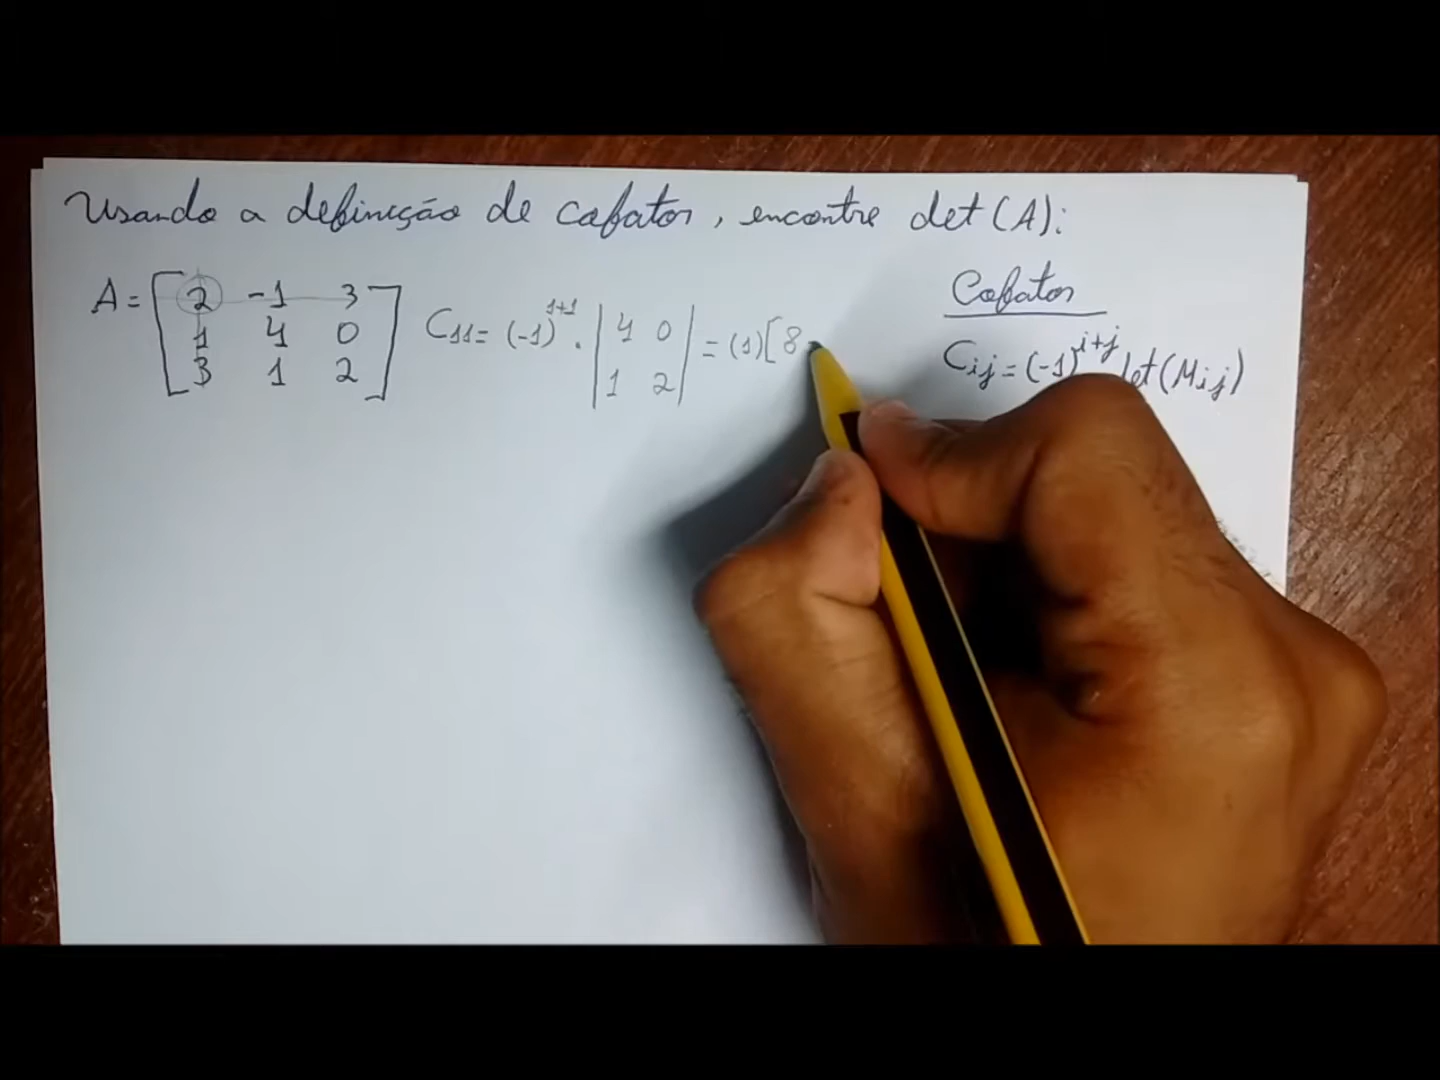 Usando a definição de cofator, encontre det(A):
A = [ 2 -1 3
1 4 0
3 1 2 ]
C11 = (-1)^1+1 . | 4 0
1 2 | = (1)[8 -
Cofator
Cij = (-1)^i+j det(Mij)